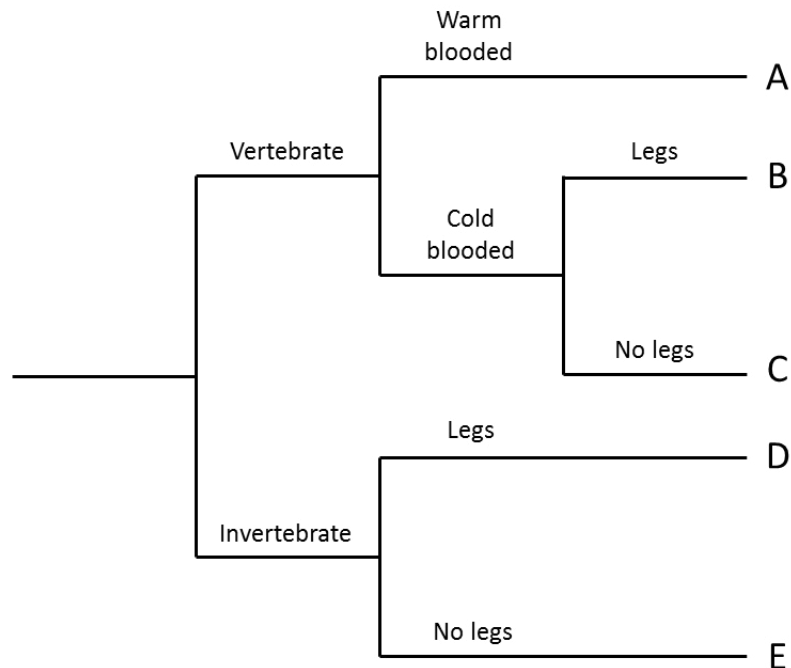 Warm
blooded
A
Vertebrate
Legs
B
Cold
blooded
No legs
C
Legs
D
Invertebrate
No legs
E